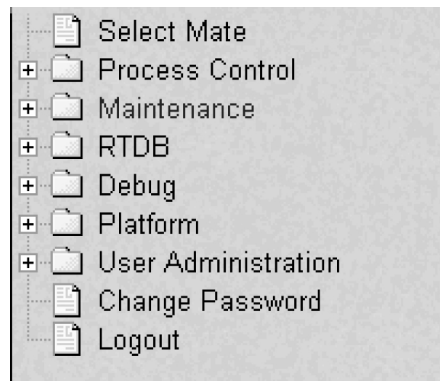 Select Mate
Process Control
Maintenance
RTDB
Debug
Platform
User Administration
Change Password
Logout